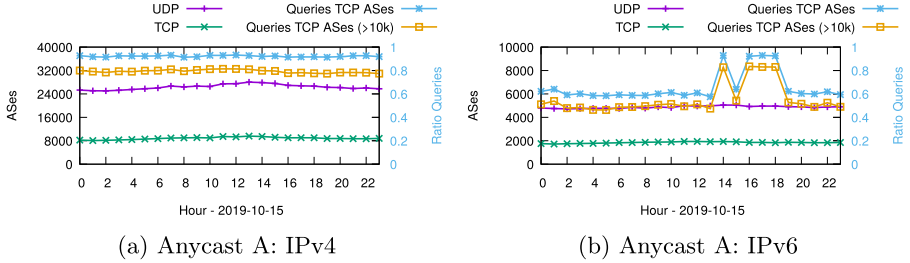 UDP
TCP
Queries TCP ASes
Queries TCP ASes (>10k)
40000
32000
24000
16000
8000
0
ASes
1
0.8
0.6
0.4
0.2
0
Ratio Queries
0 2 4 6 8 10 12 14 16 18 20 22
Hour - 2019-10-15
(a) Anycast A: IPv4
UDP
TCP
Queries TCP ASes
Queries TCP ASes (>10k)
10000
8000
6000
4000
2000
0
ASes
1
0.8
0.6
0.4
0.2
0
Ratio Queries
0 2 4 6 8 10 12 14 16 18 20 22
Hour - 2019-10-15
(b) Anycast A: IPv6